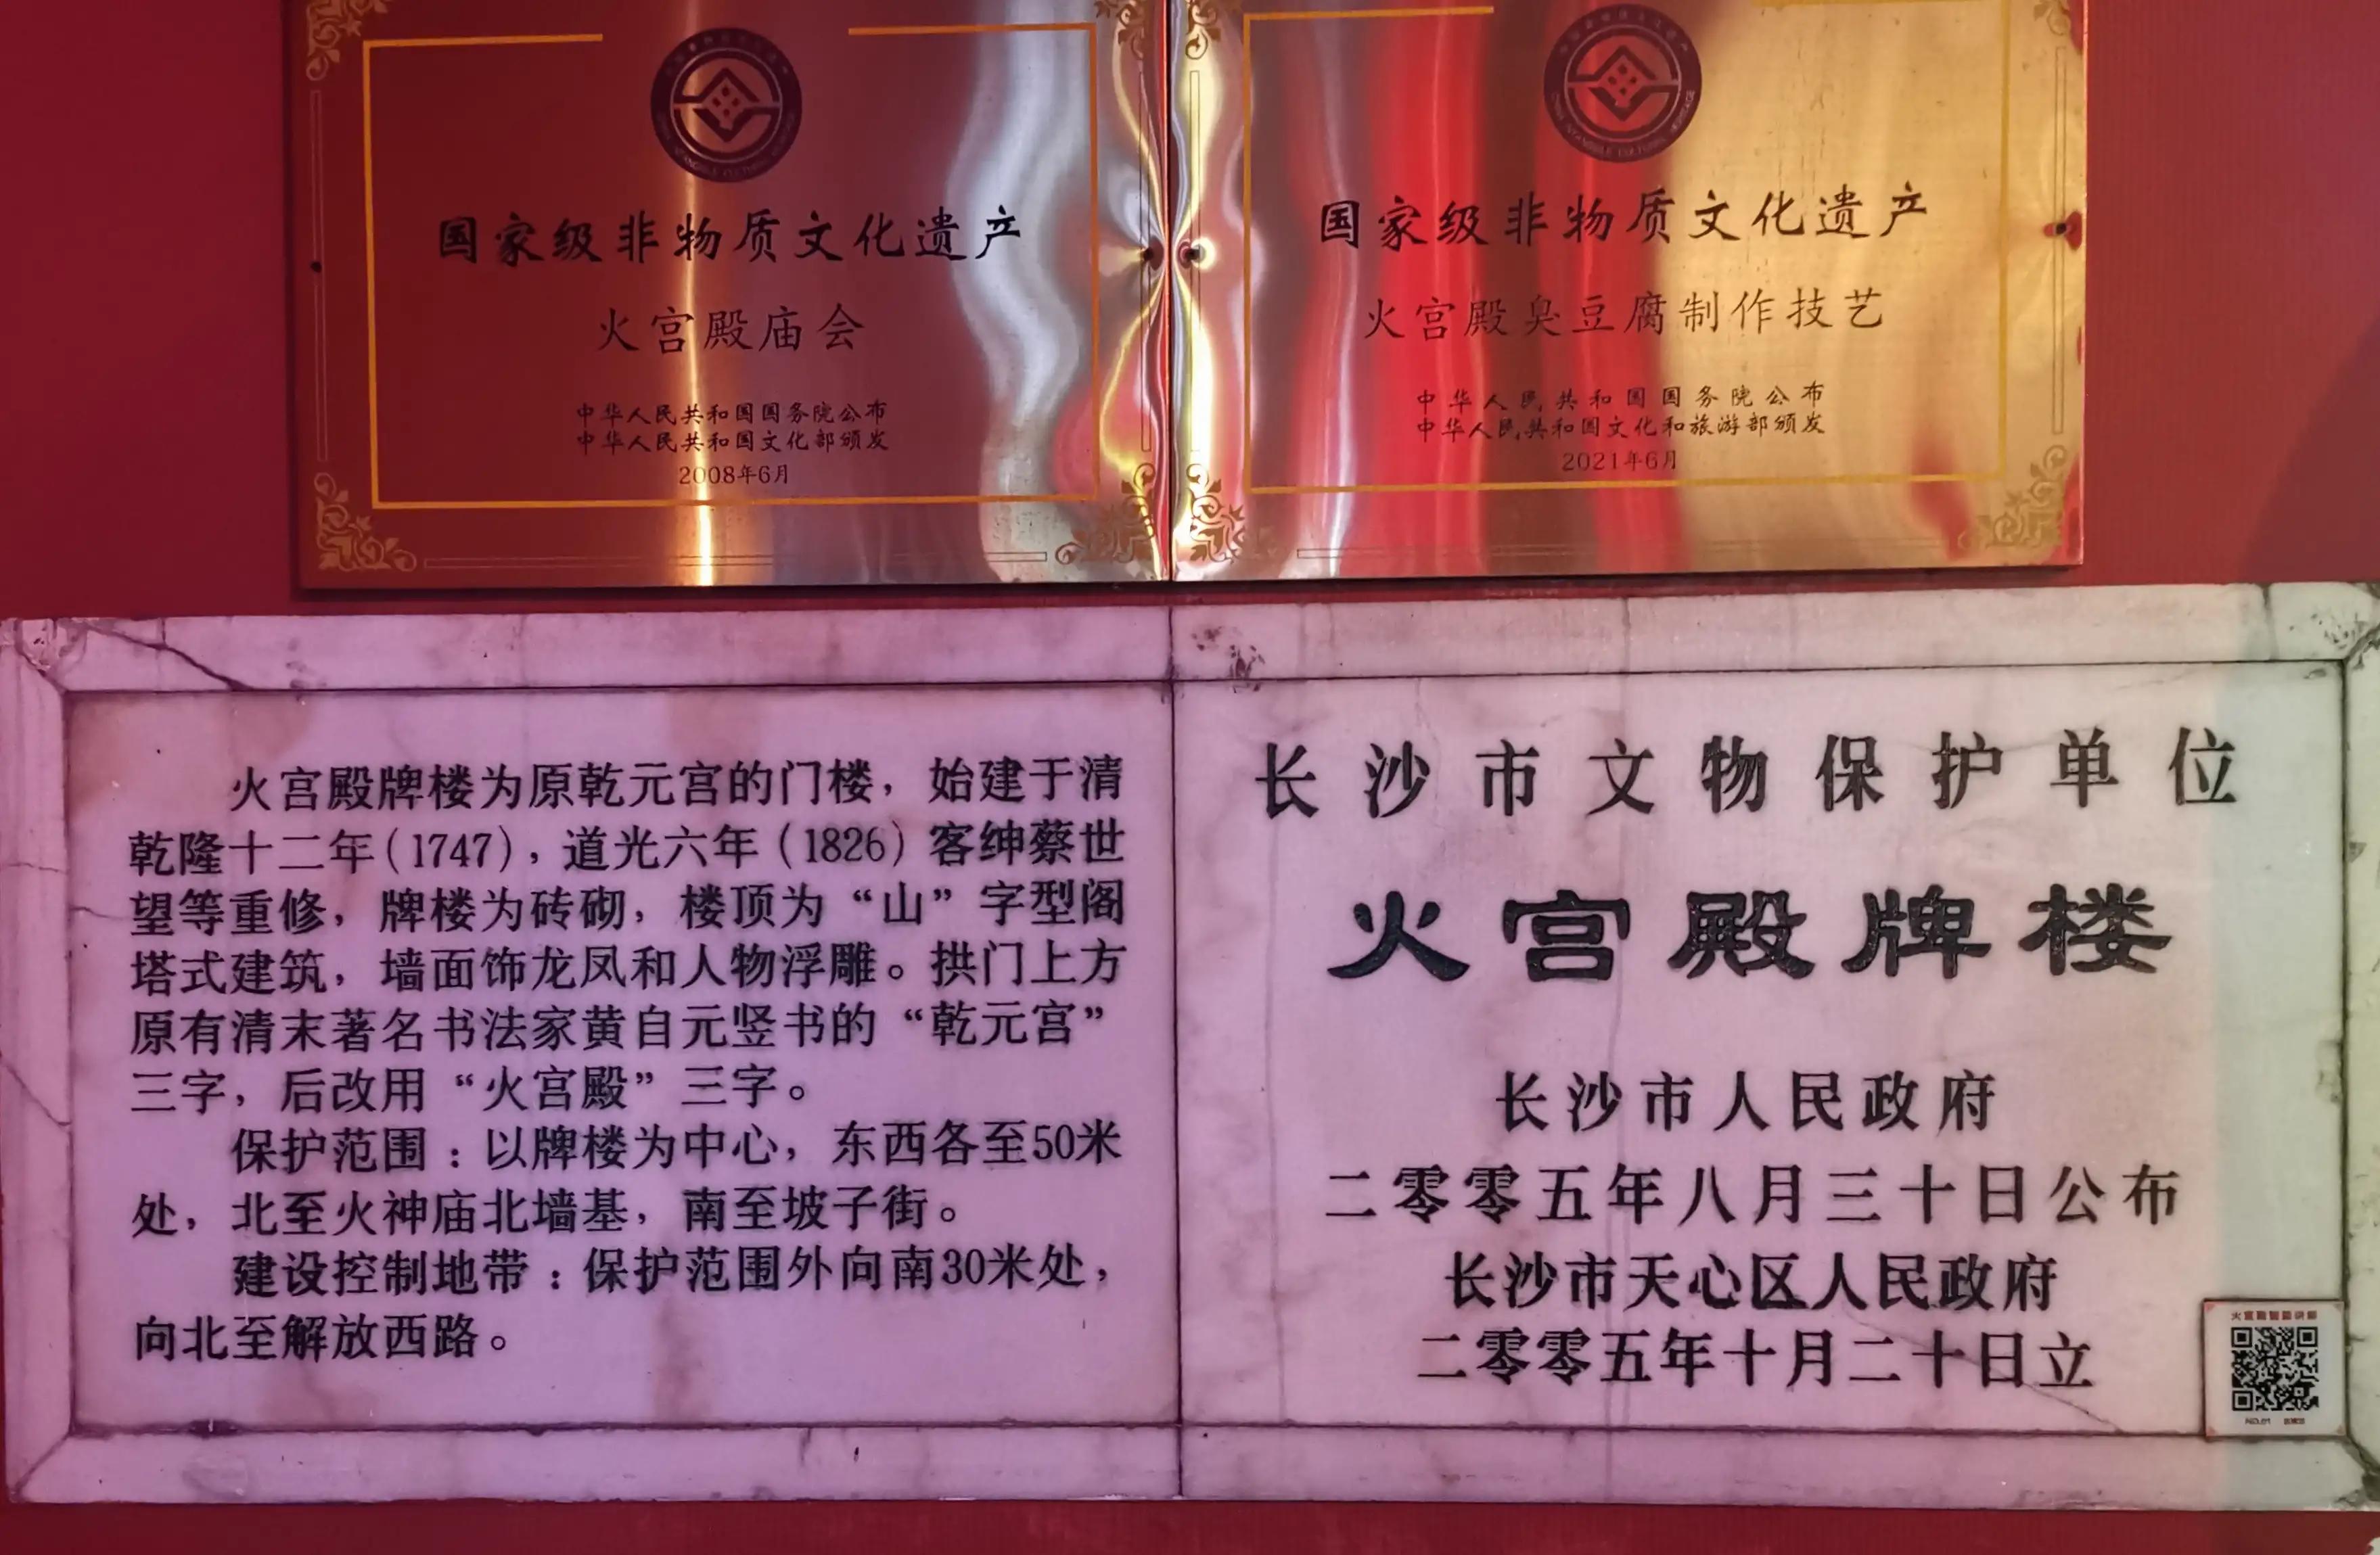 国家级非物质文化遗产
火宫殿庙会
中华人民共和国国务院公布
中华人民共和国文化部颁发
2008年6月
国家级非物质文化遗产
火宫殿臭豆腐制作技艺
中华人民共和国国务院公布
中华人民共和国文化和旅游部颁发
2021年6月
火宫殿牌楼为原乾元宫的门楼，始建于清
乾隆十二年(1747)，道光六年(1826)客绅蔡世
望等重修，牌楼为砖砌，楼顶为“山”字型阁
塔式建筑，墙面饰龙凤和人物浮雕。拱门上方
原有清末著名书法家黄自元竖书的“乾元宫”
三字，后改用“火宫殿”三字。
保护范围：以牌楼为中心，东西各至50米
处，北至火神庙北墙基，南至坡子街。
建设控制地带：保护范围外向南30米处，
向北至解放西路。
长沙市文物保护单位
火宫殿牌楼
长沙市人民政府
二零零五年八月三十日公布
长沙市天心区人民政府
二零零五年十月二十日立
NO.01